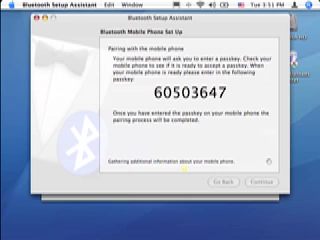 Bluetooth Setup Assistant Edit Window Tue 3:51 PM
Bluetooth Setup Assistant
Bluetooth Mobile Phone Set Up
Pairing with the mobile phone
Your mobile phone will ask you to enter a passkey. Check your
mobile phone to see if it is ready to accept a passkey. When
your mobile phone is ready please enter in the following
passkey:
60503647
Once you have entered the passkey on your mobile phone the
pairing process will be completed.
Gathering additional information about your mobile phone.
Go Back Continue